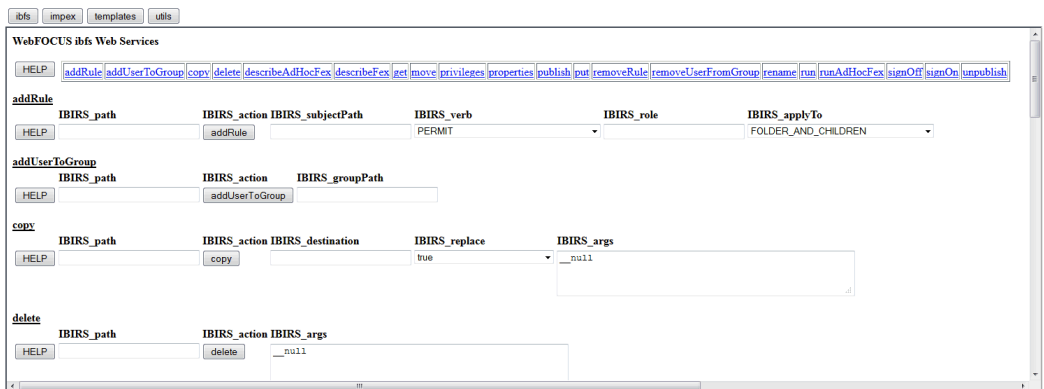 ibfs impex templates utils
WebFOCUS ibfs Web Services
HELP addRule addUserToGroup copy delete describeAdHocFex describeFex get move privileges properties publish put removeRule removeUserFromGroup rename run runAdHocFex signOff signOn unpublish
addRule
IBIRS_path IBIRS_action IBIRS_subjectPath IBIRS_verb IBIRS_role IBIRS_applyTo
HELP addRule PERMIT FOLDER_AND_CHILDREN
addUserToGroup
IBIRS_path IBIRS_action IBIRS_groupPath
HELP addUserToGroup
copy
IBIRS_path IBIRS_action IBIRS_destination IBIRS_replace IBIRS_args
HELP copy true __null
delete
IBIRS_path IBIRS_action IBIRS_args
HELP delete __null